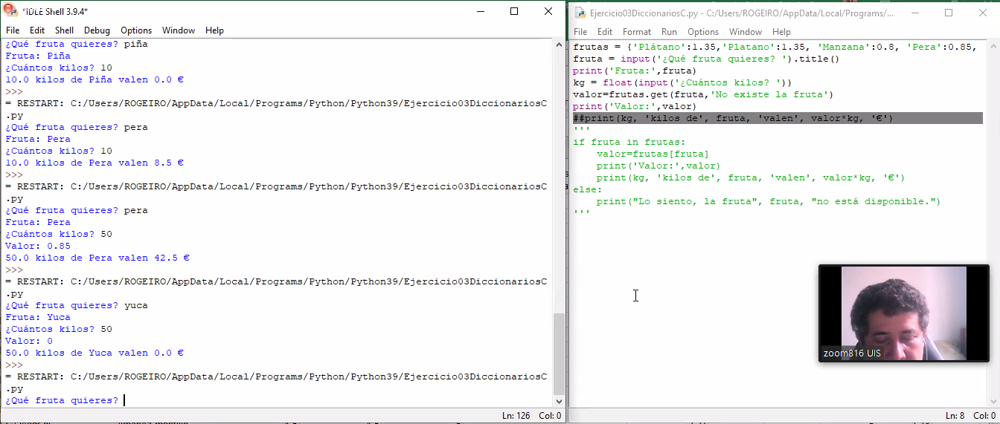 *IDLE Shell 3.9.4*
File Edit Shell Debug Options Window Help
¿Qué fruta quieres? piña
Fruta: Piña
¿Cuántos kilos? 10
10.0 kilos de Piña valen 0.0 €
>>>
= RESTART: C:/Users/ROGEIRO/AppData/Local/Programs/Python/Python39/Ejercicio03DiccionariosC
.py
¿Qué fruta quieres? pera
Fruta: Pera
¿Cuántos kilos? 10
10.0 kilos de Pera valen 8.5 €
>>>
= RESTART: C:/Users/ROGEIRO/AppData/Local/Programs/Python/Python39/Ejercicio03DiccionariosC
.py
¿Qué fruta quieres? pera
Fruta: Pera
¿Cuántos kilos? 50
Valor: 0.85
50.0 kilos de Pera valen 42.5 €
>>>
= RESTART: C:/Users/ROGEIRO/AppData/Local/Programs/Python/Python39/Ejercicio03DiccionariosC
.py
¿Qué fruta quieres? yuca
Fruta: Yuca
¿Cuántos kilos? 50
Valor: 0
50.0 kilos de Yuca valen 0.0 €
>>>
= RESTART: C:/Users/ROGEIRO/AppData/Local/Programs/Python/Python39/Ejercicio03DiccionariosC
.py
¿Qué fruta quieres?
Ln: 126 Col: 0
Ejercicio03DiccionariosC.py - C:/Users/ROGEIRO/AppData/Local/Programs/...
File Edit Format Run Options Window Help
frutas = {'Plátano':1.35,'Platano':1.35, 'Manzana':0.8, 'Pera':0.85,
fruta = input('¿Qué fruta quieres? ').title()
print('Fruta:',fruta)
kg = float(input('¿Cuántos kilos? '))
valor=frutas.get(fruta,'No existe la fruta')
print('Valor:',valor)
##print(kg, 'kilos de', fruta, 'valen', valor*kg, '€')
'''
if fruta in frutas:
    valor=frutas[fruta]
    print('Valor:',valor)
    print(kg, 'kilos de', fruta, 'valen', valor*kg, '€')
else:
    print("Lo siento, la fruta", fruta, "no está disponible.")
'''
zoom816 UIS
Ln: 8 Col: 0